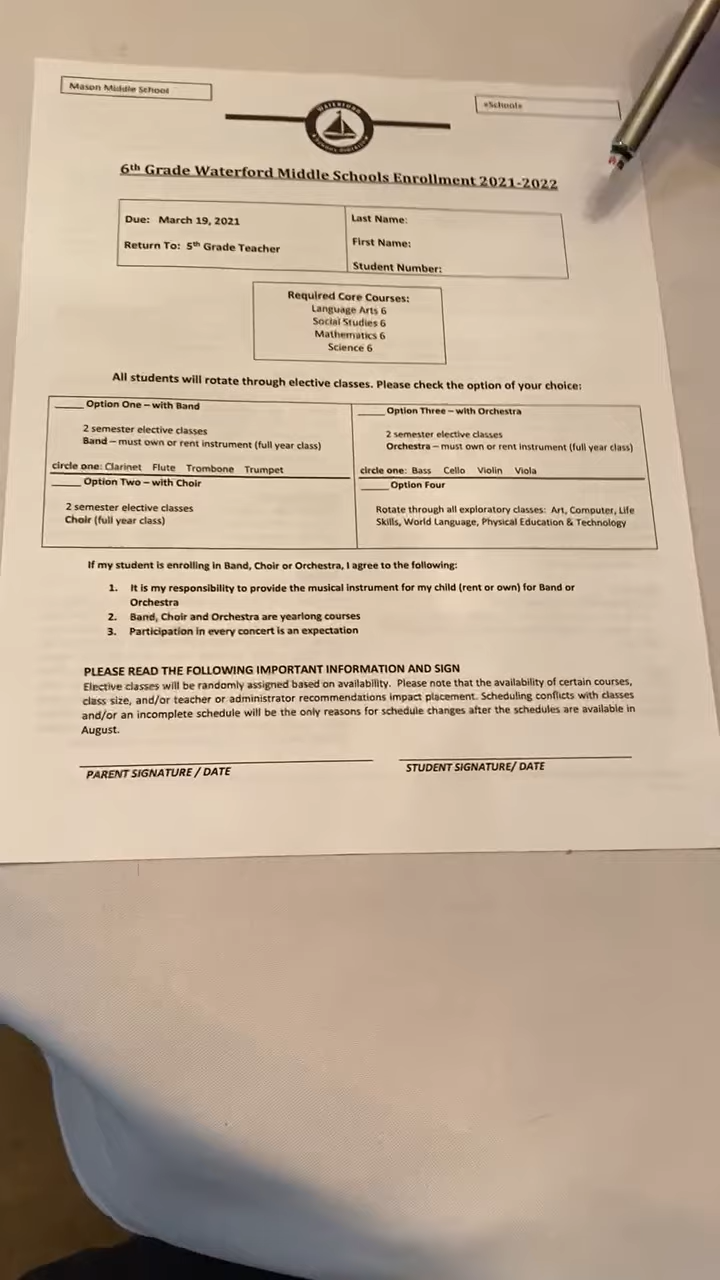 Mason Middle School
«School»
WATERFORD
SCHOOL DISTRICT
6th Grade Waterford Middle Schools Enrollment 2021-2022
Due: March 19, 2021
Return To: 5th Grade Teacher
Last Name:
First Name:
Student Number:
Required Core Courses:
Language Arts 6
Social Studies 6
Mathematics 6
Science 6
All students will rotate through elective classes. Please check the option of your choice:
_____ Option One – with Band
2 semester elective classes
Band – must own or rent instrument (full year class)
circle one: Clarinet Flute Trombone Trumpet
_____ Option Three – with Orchestra
2 semester elective classes
Orchestra – must own or rent instrument (full year class)
circle one: Bass Cello Violin Viola
_____ Option Two – with Choir
2 semester elective classes
Choir (full year class)
_____ Option Four
Rotate through all exploratory classes: Art, Computer, Life
Skills, World Language, Physical Education & Technology
If my student is enrolling in Band, Choir or Orchestra, I agree to the following:
1. It is my responsibility to provide the musical instrument for my child (rent or own) for Band or
Orchestra
2. Band, Choir and Orchestra are yearlong courses
3. Participation in every concert is an expectation
PLEASE READ THE FOLLOWING IMPORTANT INFORMATION AND SIGN
Elective classes will be randomly assigned based on availability. Please note that the availability of certain courses,
class size, and/or teacher or administrator recommendations impact placement. Scheduling conflicts with classes
and/or an incomplete schedule will be the only reasons for schedule changes after the schedules are available in
August.
PARENT SIGNATURE / DATE
STUDENT SIGNATURE/ DATE